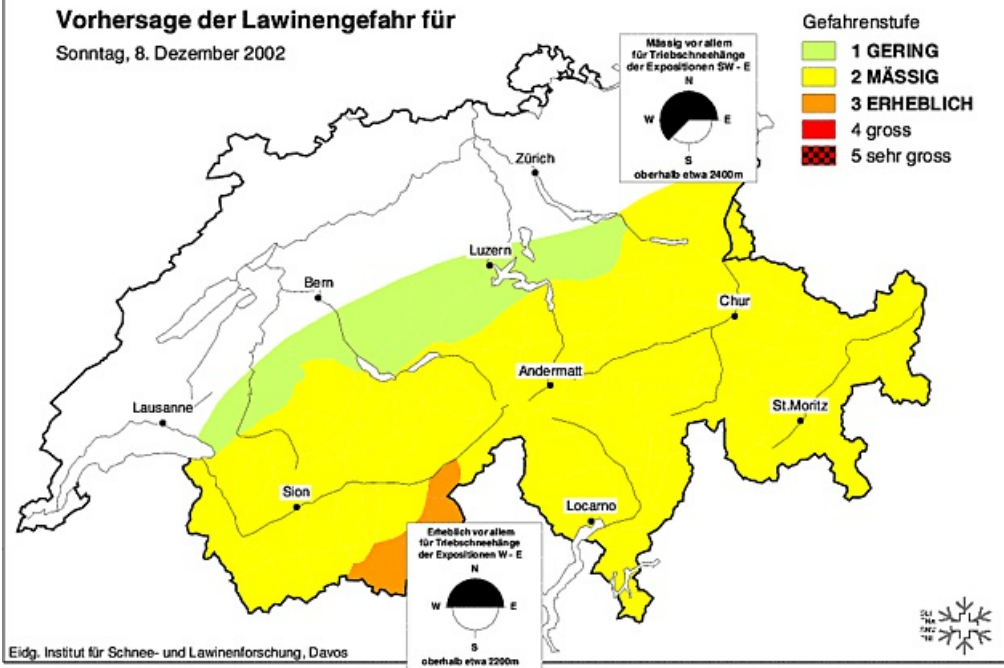 Vorhersage der Lawinengefahr für
Sonntag, 8. Dezember 2002
Gefahrenstufe
1 GERING
2 MÄSSIG
3 ERHEBLICH
4 gross
5 sehr gross
Mässig vor allem
für Triebschneehänge
der Expositionen SW - E
N
W E
S
oberhalb etwa 2400m
Zürich
Luzern
Bern
Chur
Andermatt
Lausanne
St.Moritz
Sion
Locarno
Erheblich vor allem
für Triebschneehänge
der Expositionen W - E
N
W E
S
oberhalb etwa 2200m
Eidg. Institut für Schnee- und Lawinenforschung, Davos